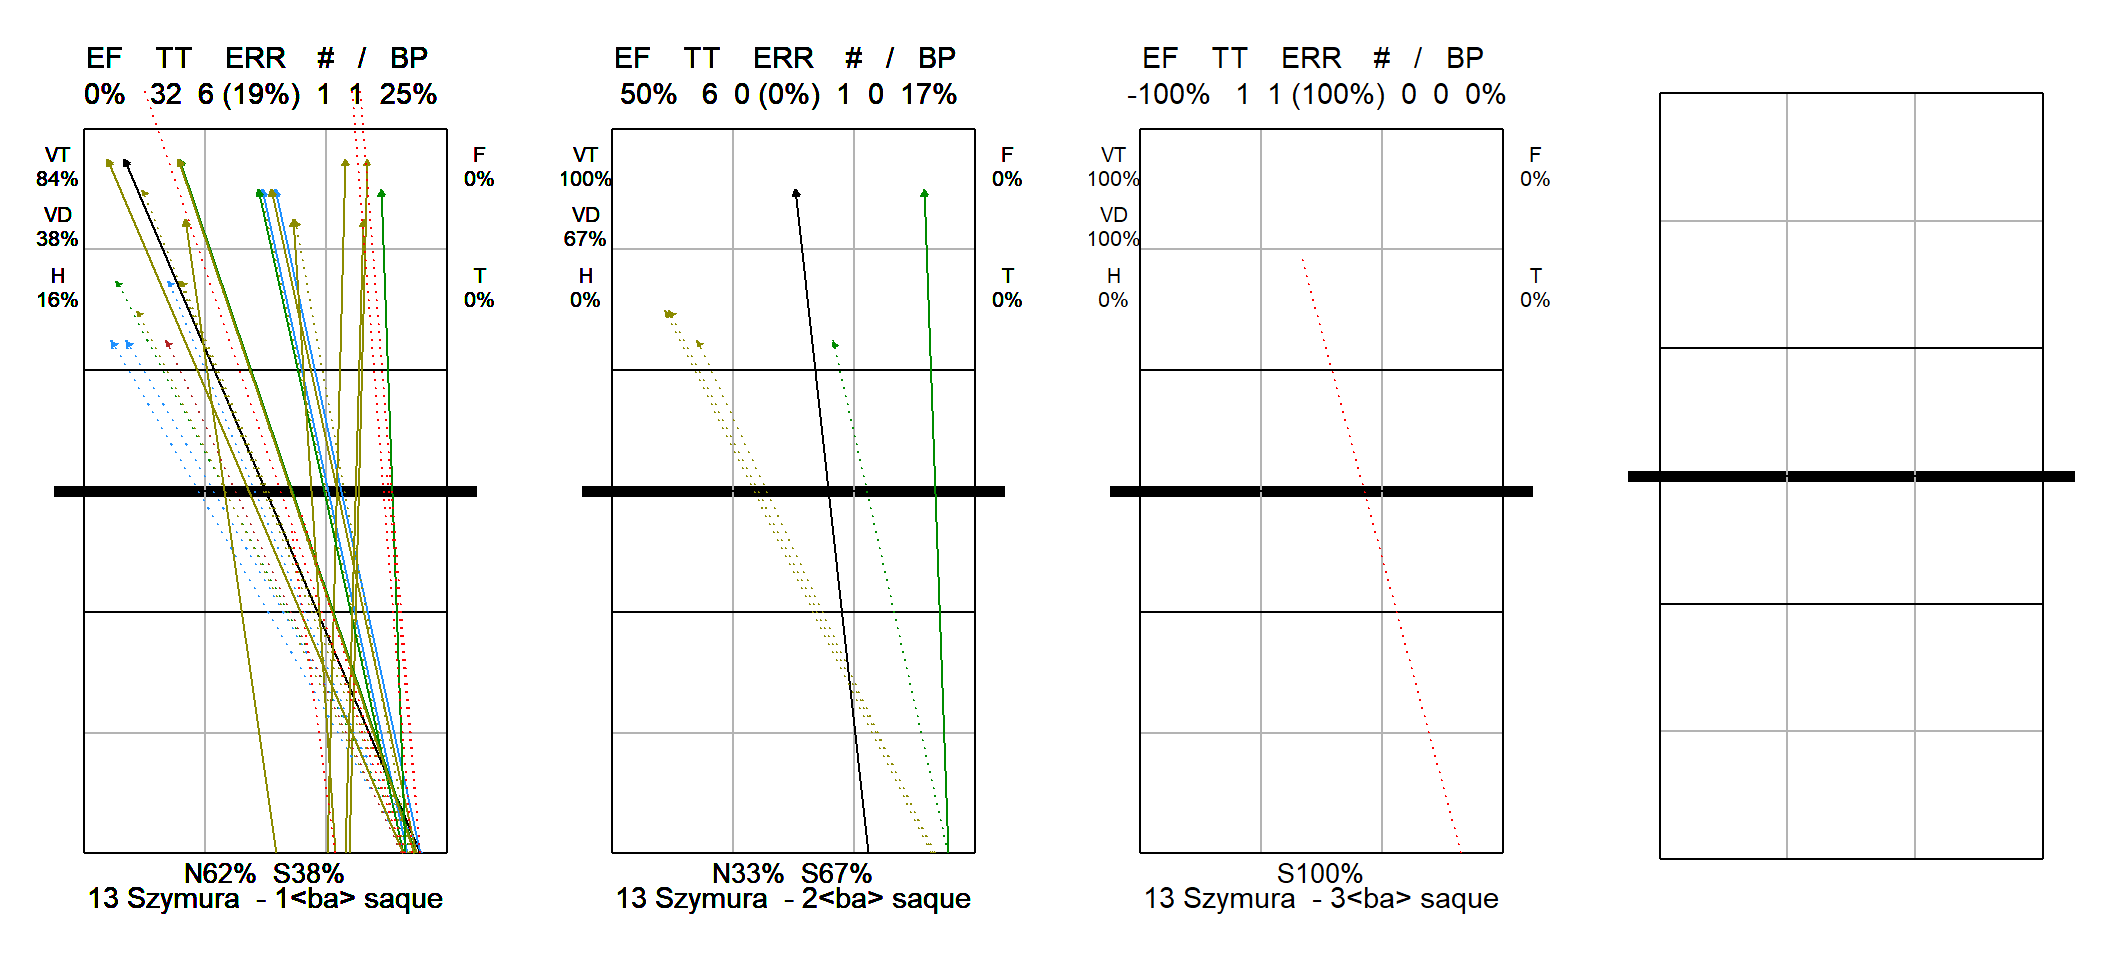 EF TT ERR # / BP
0% 32 6 (19%) 1 1 25%
VT
84%
VD
38%
H
16%
F
0%
T
0%
N62% S38%
13 Szymura - 1<ba> saque
EF TT ERR # / BP
50% 6 0 (0%) 1 0 17%
VT
100%
VD
67%
H
0%
F
0%
T
0%
N33% S67%
13 Szymura - 2<ba> saque
EF TT ERR # / BP
-100% 1 1 (100%) 0 0 0%
VT
100%
VD
100%
H
0%
F
0%
T
0%
S100%
13 Szymura - 3<ba> saque